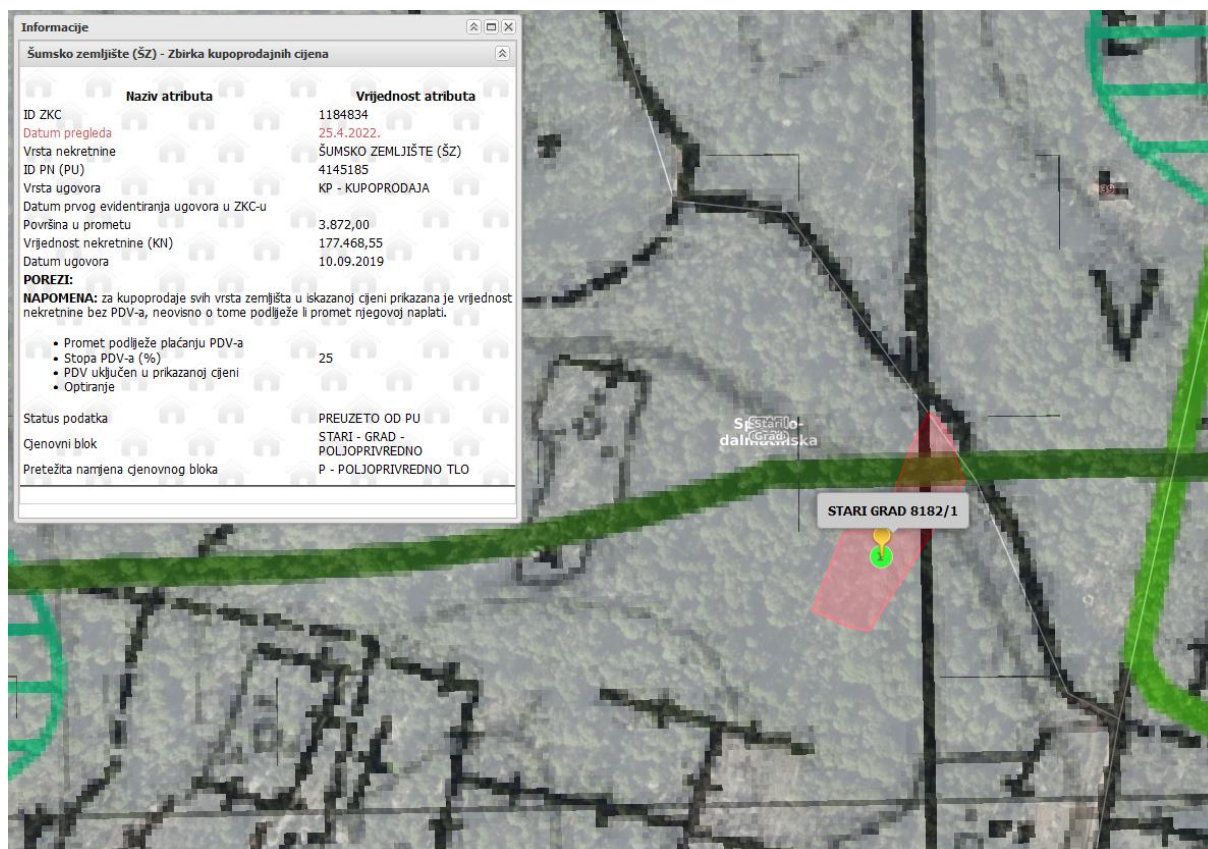 Informacije
Šumsko zemljište (ŠZ) - Zbirka kupoprodajnih cijena
Naziv atributa Vrijednost atributa
ID ZKC 1184834
Datum pregleda 25.4.2022.
Vrsta nekretnine ŠUMSKO ZEMLJIŠTE (ŠZ)
ID PN (PU) 4145185
Vrsta ugovora KP - KUPOPRODAJA
Datum prvog evidentiranja ugovora u ZKC-u
Površina u prometu 3.872,00
Vrijednost nekretnine (KN) 177.468,55
Datum ugovora 10.09.2019
POREZI:
NAPOMENA: za kupoprodaje svih vrsta zemljišta u iskazanoj cijeni prikazana je vrijednost
nekretnine bez PDV-a, neovisno o tome podliježe li promet njegovoj naplati.
• Promet podliježe plaćanju PDV-a
• Stopa PDV-a (%) 25
• PDV uključen u prikazanoj cijeni
• Optiranje
Status podatka PREUZETO OD PU
Cjenovni blok STARI - GRAD -
POLJOPRIVREDNO
Pretežita namjena cjenovnog bloka P - POLJOPRIVREDNO TLO
Stari
Grad
STARI GRAD 8182/1
1